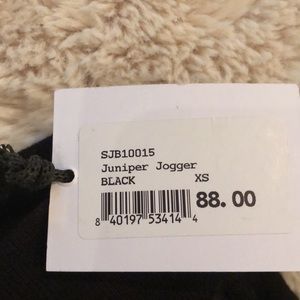 SJB10015
Juniper Jogger
BLACK XS
88.00
8 40197 53414 4